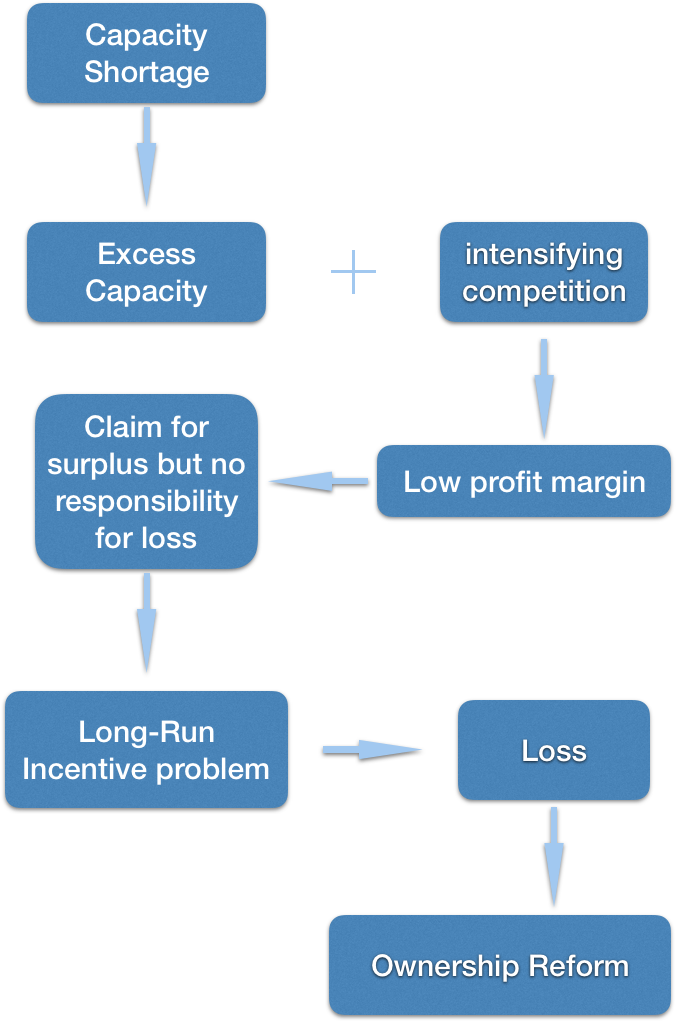 Capacity
Shortage
Excess
Capacity
intensifying
competition
Low profit margin
Claim for
surplus but no
responsibility
for loss
Long-Run
Incentive problem
Loss
Ownership Reform